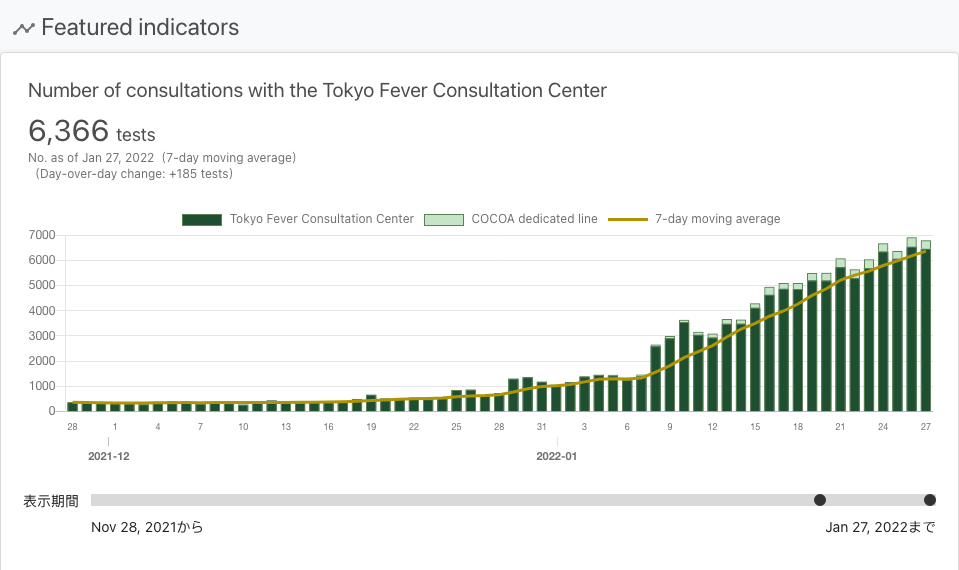 Featured indicators
Number of consultations with the Tokyo Fever Consultation Center
6,366 tests
No. as of Jan 27, 2022 (7-day moving average)
(Day-over-day change: +185 tests)
Tokyo Fever Consultation Center COCOA dedicated line 7-day moving average
7000
6000
5000
4000
3000
2000
1000
0
28 1 4 7 10 13 16 19 22 25 28 31 3 6 9 12 15 18 21 24 27
2021-12 2022-01
表示期間
Nov 28, 2021から Jan 27, 2022まで